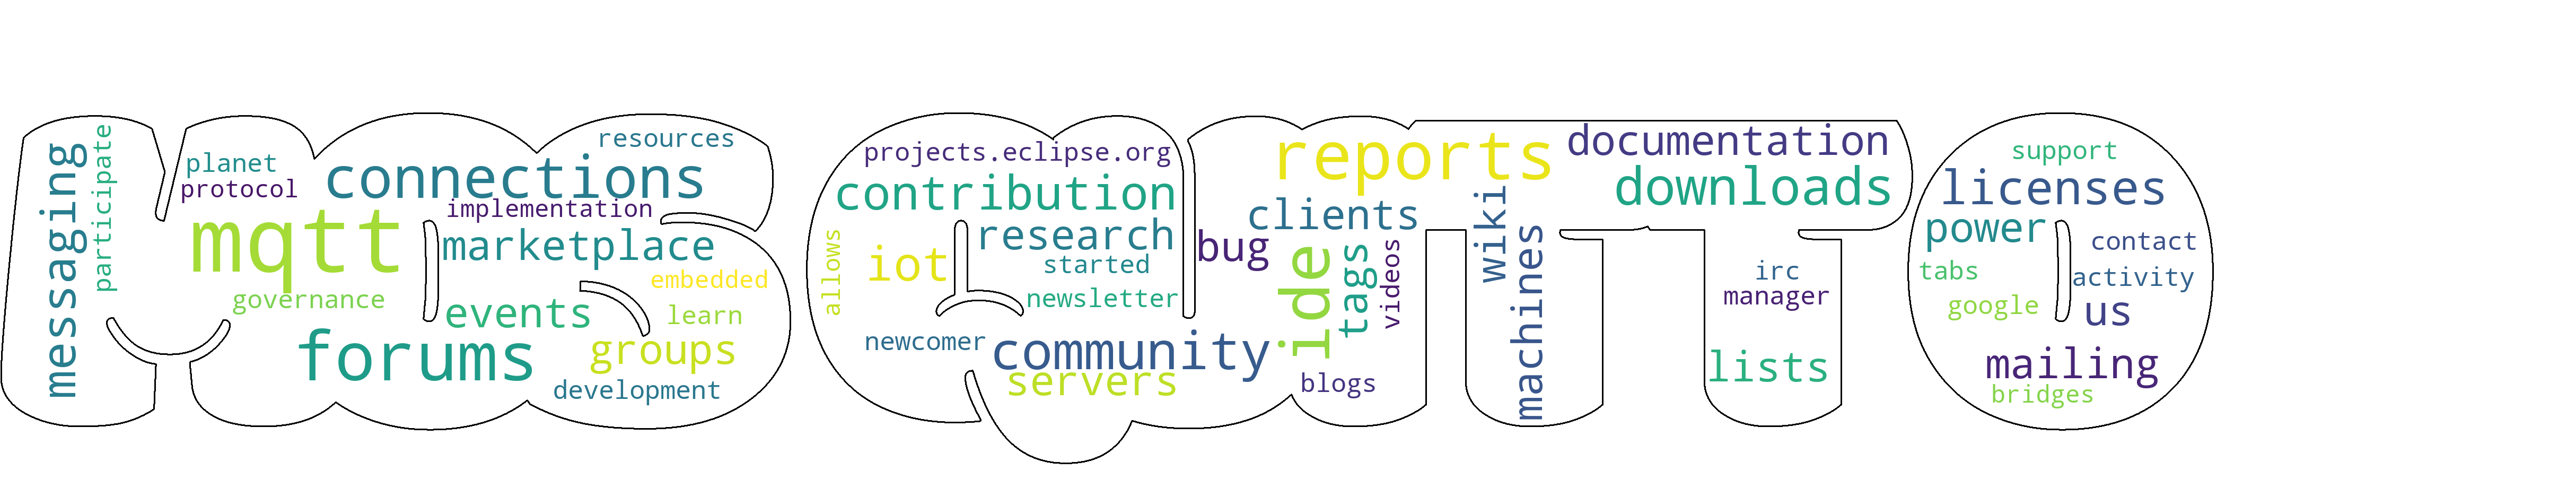 messaging
participate
planet
protocol
mqtt
governance
connections
resources
implementation
marketplace
embedded
events
learn
forums
groups
development
projects.eclipse.org
contribution
research
allows
iot
started
newsletter
newcomer
community
servers
reports
clients
bug
ide
tags
videos
blogs
wiki
machines
documentation
downloads
irc
manager
lists
support
licenses
power
contact
tabs
activity
google
us
mailing
bridges